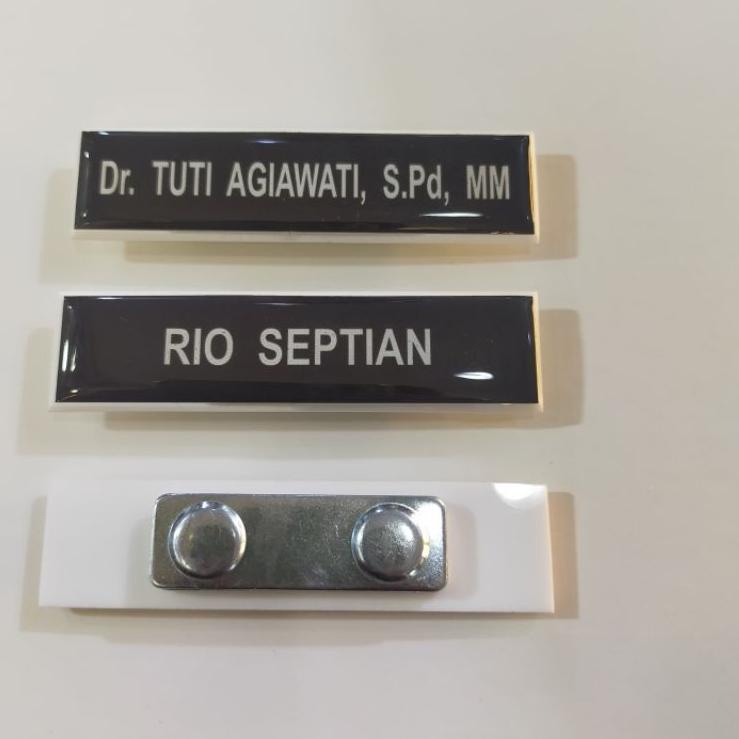 Dr. TUTI AGIAWATI, S.Pd, MM
RIO SEPTIAN